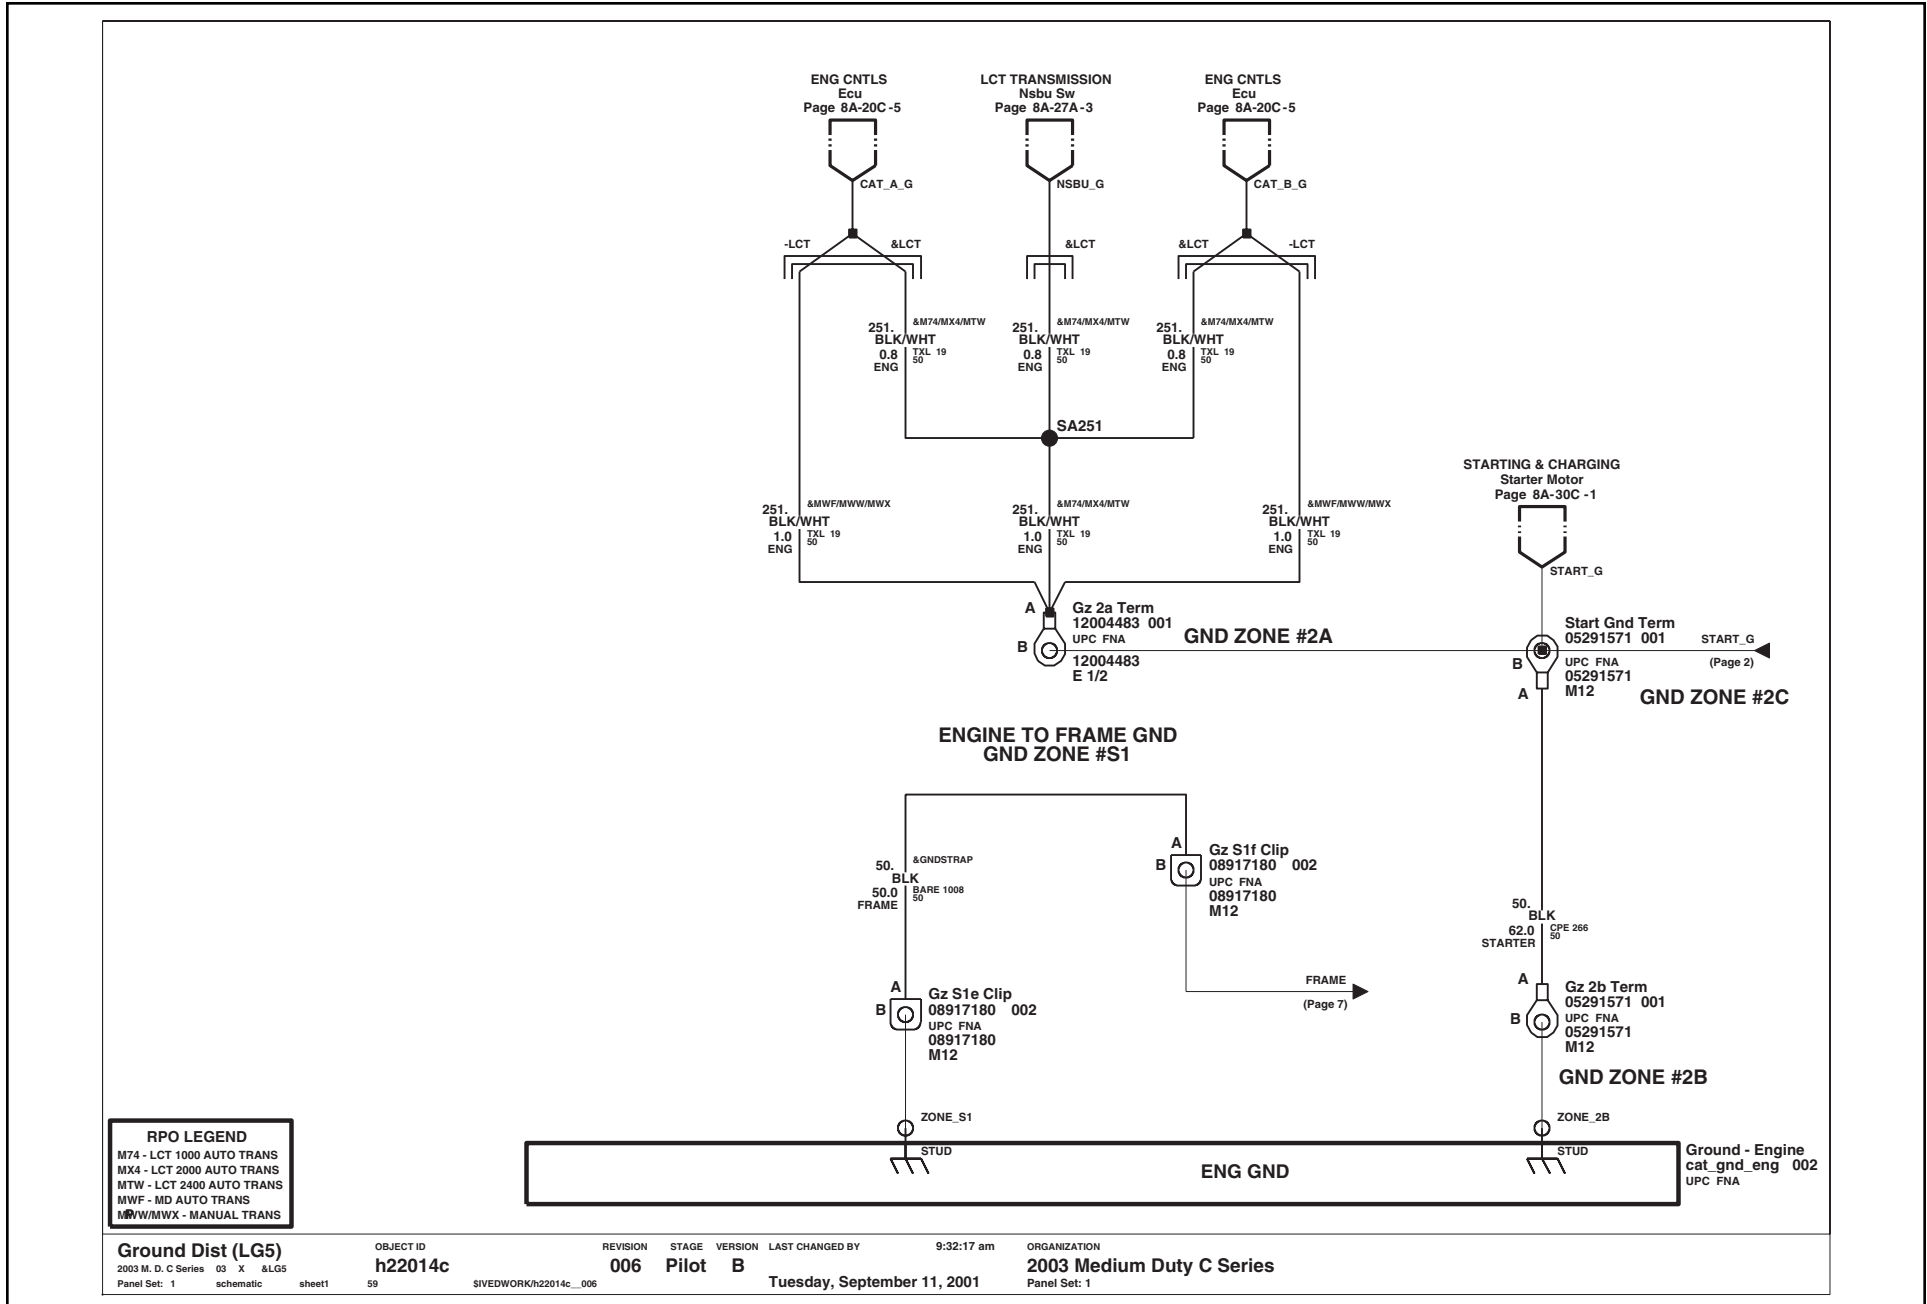 ENG CNTLS
Ecu
Page 8A-20C-5
LCT TRANSMISSION
Nsbu Sw
Page 8A-27A-3
ENG CNTLS
Ecu
Page 8A-20C-5
CAT_A_G
NSBU_G
CAT_B_G
-LCT
&LCT
&LCT
&LCT
-LCT
251.
&M74/MX4/MTW
BLK/WHT
0.8
TXL 19
50
ENG
251.
&M74/MX4/MTW
BLK/WHT
0.8
TXL 19
50
ENG
251.
&M74/MX4/MTW
BLK/WHT
0.8
TXL 19
50
ENG
SA251
STARTING & CHARGING
Starter Motor
Page 8A-30C-1
START_G
251.
&MWF/MWW/MWX
BLK/WHT
1.0
TXL 19
50
ENG
251.
&M74/MX4/MTW
BLK/WHT
1.0
TXL 19
50
ENG
251.
&MWF/MWW/MWX
BLK/WHT
1.0
TXL 19
50
ENG
A
B
Gz 2a Term
12004483 001
UPC FNA
12004483
E 1/2
GND ZONE #2A
Start Gnd Term
05291571 001
UPC FNA
05291571
M12
B
A
START_G
(Page 2)
GND ZONE #2C
ENGINE TO FRAME GND
GND ZONE #S1
50.
&GNDSTRAP
BLK
50.0
BARE 1008
50
FRAME
A
B
Gz S1f Clip
08917180 002
UPC FNA
08917180
M12
50.
BLK
62.0
CPE 266
50
STARTER
FRAME
(Page 7)
A
B
Gz S1e Clip
08917180 002
UPC FNA
08917180
M12
A
B
Gz 2b Term
05291571 001
UPC FNA
05291571
M12
GND ZONE #2B
ZONE_S1
STUD
ZONE_2B
STUD
ENG GND
Ground - Engine
cat_gnd_eng 002
UPC FNA
RPO LEGEND
M74 - LCT 1000 AUTO TRANS
MX4 - LCT 2000 AUTO TRANS
MTW - LCT 2400 AUTO TRANS
MWF - MD AUTO TRANS
MWW/MWX - MANUAL TRANS
Ground Dist (LG5)
2003 M. D. C Series 03 X &LG5
Panel Set: 1 schematic sheet1 59
OBJECT ID
h22014c
$IVEDWORK/h22014c__006
REVISION
006
STAGE
Pilot
VERSION
B
LAST CHANGED BY
9:32:17 am
Tuesday, September 11, 2001
ORGANIZATION
2003 Medium Duty C Series
Panel Set: 1